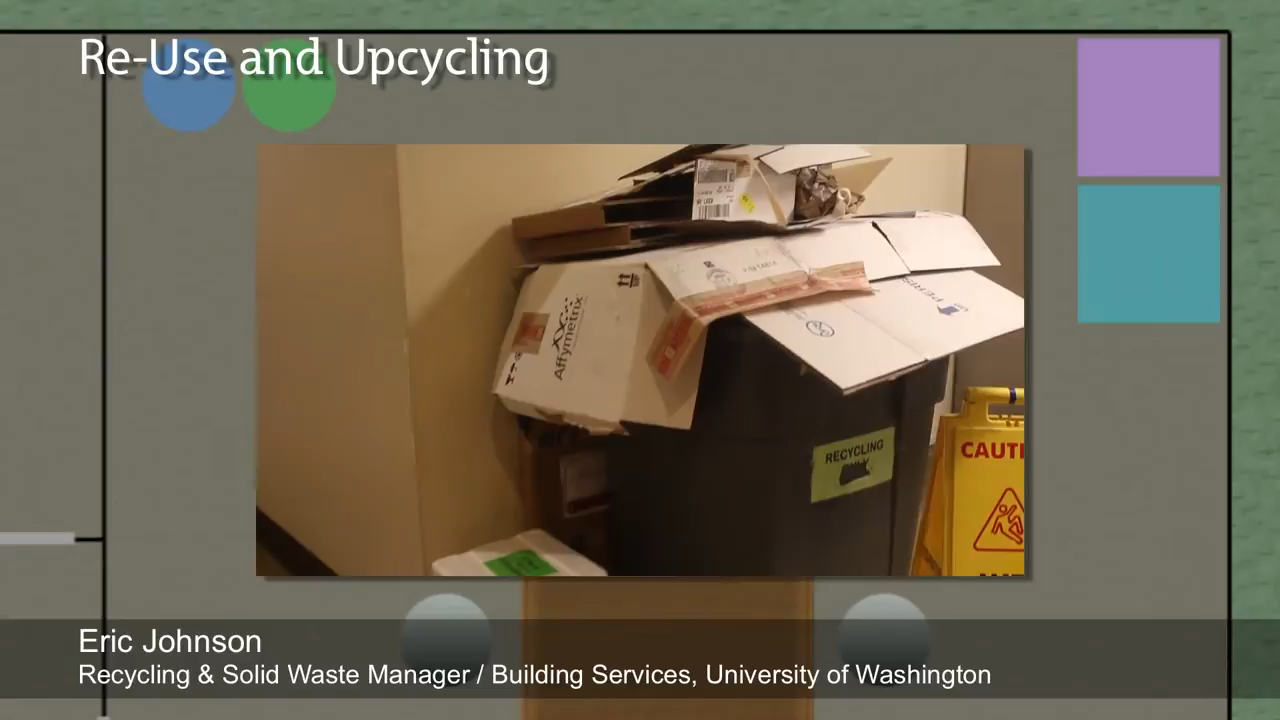 Re-Use and Upcycling
Affymetrix
RECYCLING
CAUTI
Eric Johnson
Recycling & Solid Waste Manager / Building Services, University of Washington